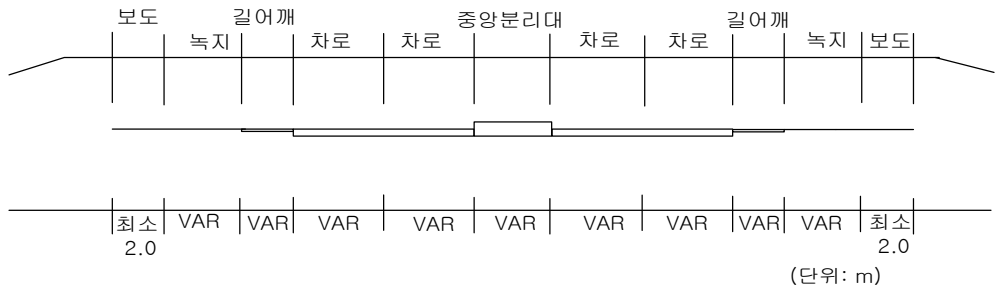 보도 길어깨 중앙분리대 길어깨
녹지 차로 차로 차로 차로 녹지 보도
최소 VAR VAR VAR VAR VAR VAR VAR VAR VAR 최소
2.0 2.0
(단위: m)